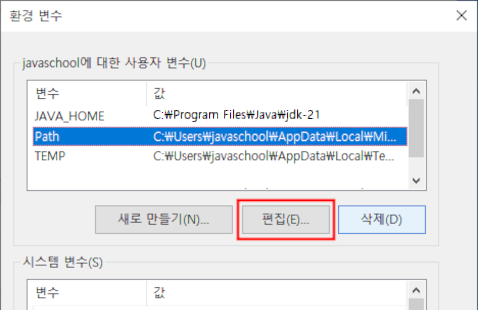 환경 변수
javaschool에 대한 사용자 변수(U)
변수 값
JAVA_HOME C:₩Program Files₩Java₩jdk-21
Path C:₩Users₩javaschool₩AppData₩Local₩Mi...
TEMP C:₩Users₩javaschool₩AppData₩Local₩Te...
새로 만들기(N)... 편집(E)... 삭제(D)
시스템 변수(S)
변수 값